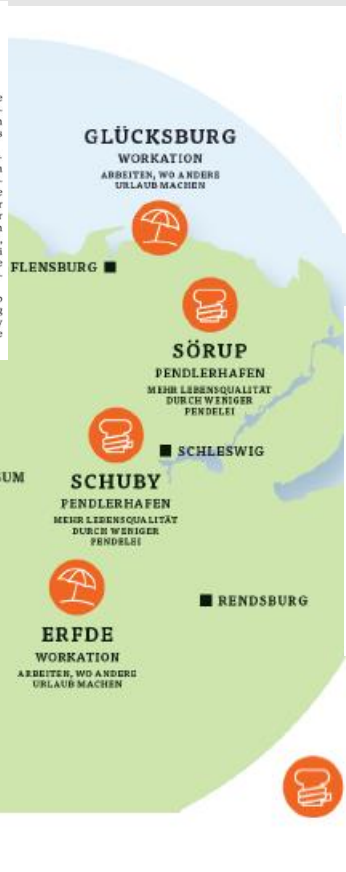 GLÜCKSBURG
WORKATION
ARBEITEN, WO ANDERE
URLAUB MACHEN
FLENSBURG
SÖRUP
PENDLERHAFEN
MEHR LEBENSQUALITÄT
DURCH WENIGER
PENDELEI
SCHLESWIG
UM
SCHUBY
PENDLERHAFEN
MEHR LEBENSQUALITÄT
DURCH WENIGER
PENDELEI
RENDSBURG
ERFDE
WORKATION
ARBEITEN, WO ANDERE
URLAUB MACHEN